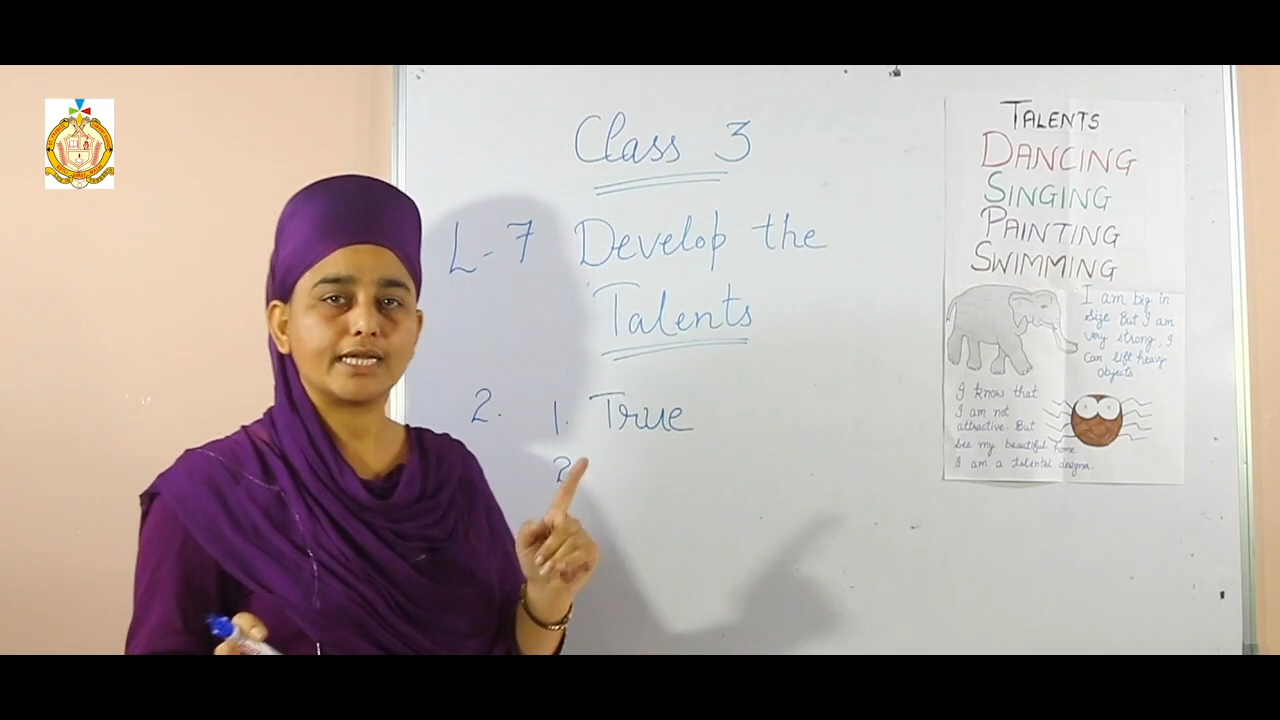 Class 3
L-7 Develop the
Talents
2. 1. True
2
TALENTS
DANCING
SINGING
PAINTING
SWIMMING
I am big in
size. But I am
very strong, I
can lift heavy
objects
I know that
I am not
attractive. But
see my beautiful home.
I am a talented designer